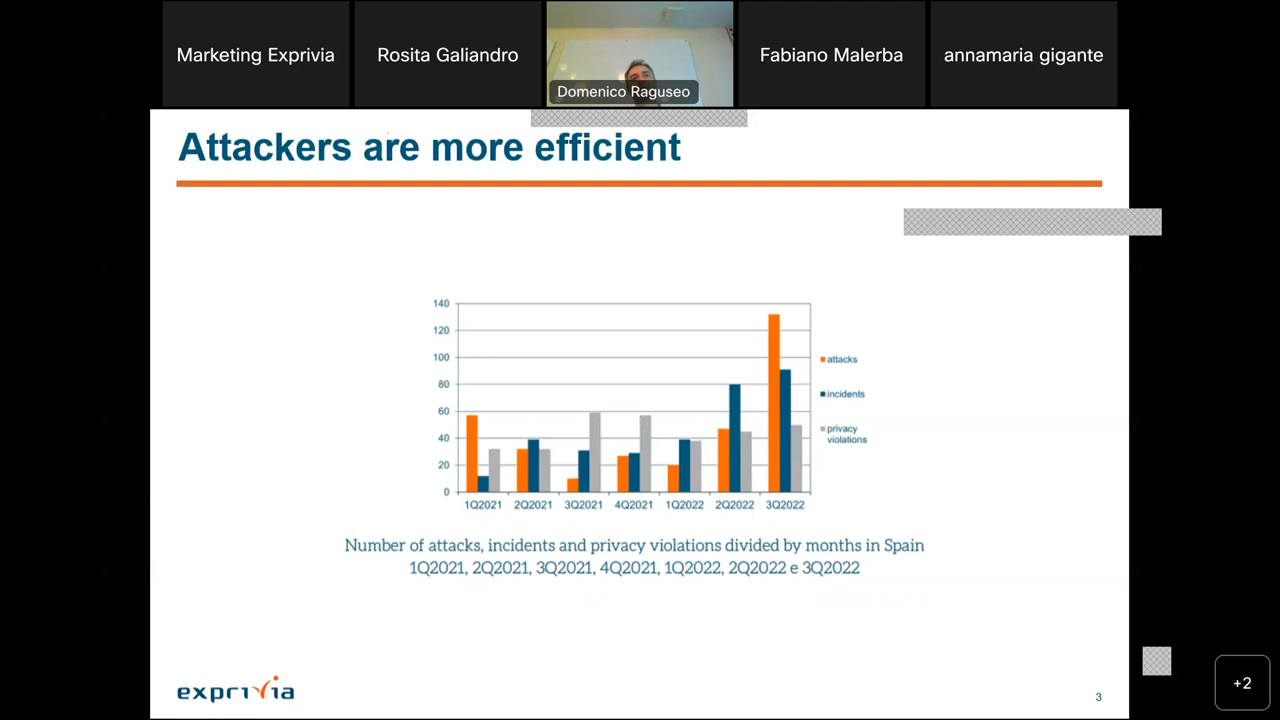 Marketing Exprivia
Rosita Galiandro
Domenico Raguseo
Fabiano Malerba
annamaria gigante
Attackers are more efficient
140
120
100
80
60
40
20
0
1Q2021 2Q2021 3Q2021 4Q2021 1Q2022 2Q2022 3Q2022
attacks
incidents
privacy
violations
Number of attacks, incidents and privacy violations divided by months in Spain
1Q2021, 2Q2021, 3Q2021, 4Q2021, 1Q2022, 2Q2022 e 3Q2022
exprivia
3
+2